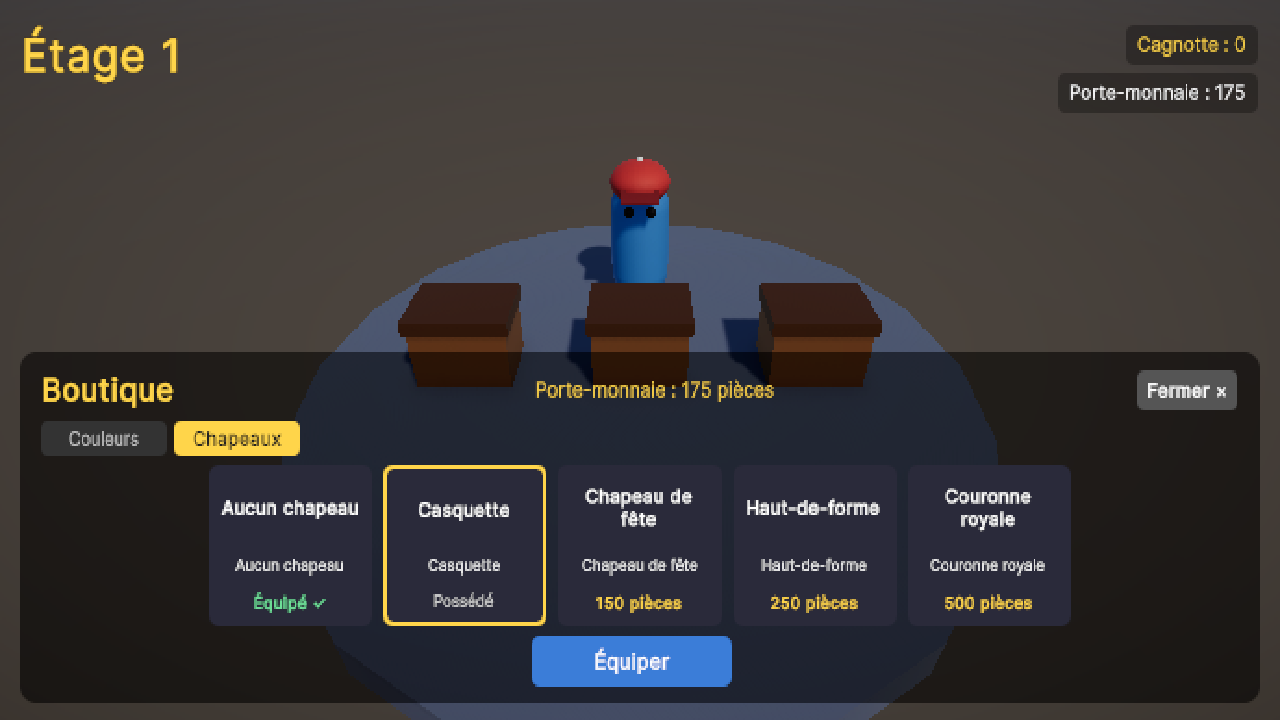 Étage 1
Cagnotte : 0
Porte-monnaie : 175
Boutique
Porte-monnaie : 175 pièces
Fermer ×
Couleurs
Chapeaux
Aucun chapeau
Aucun chapeau
Équipé ✓
Casquette
Casquette
Possédé
Chapeau de
fête
Chapeau de fête
150 pièces
Haut-de-forme
Haut-de-forme
250 pièces
Couronne
royale
Couronne royale
500 pièces
Équiper